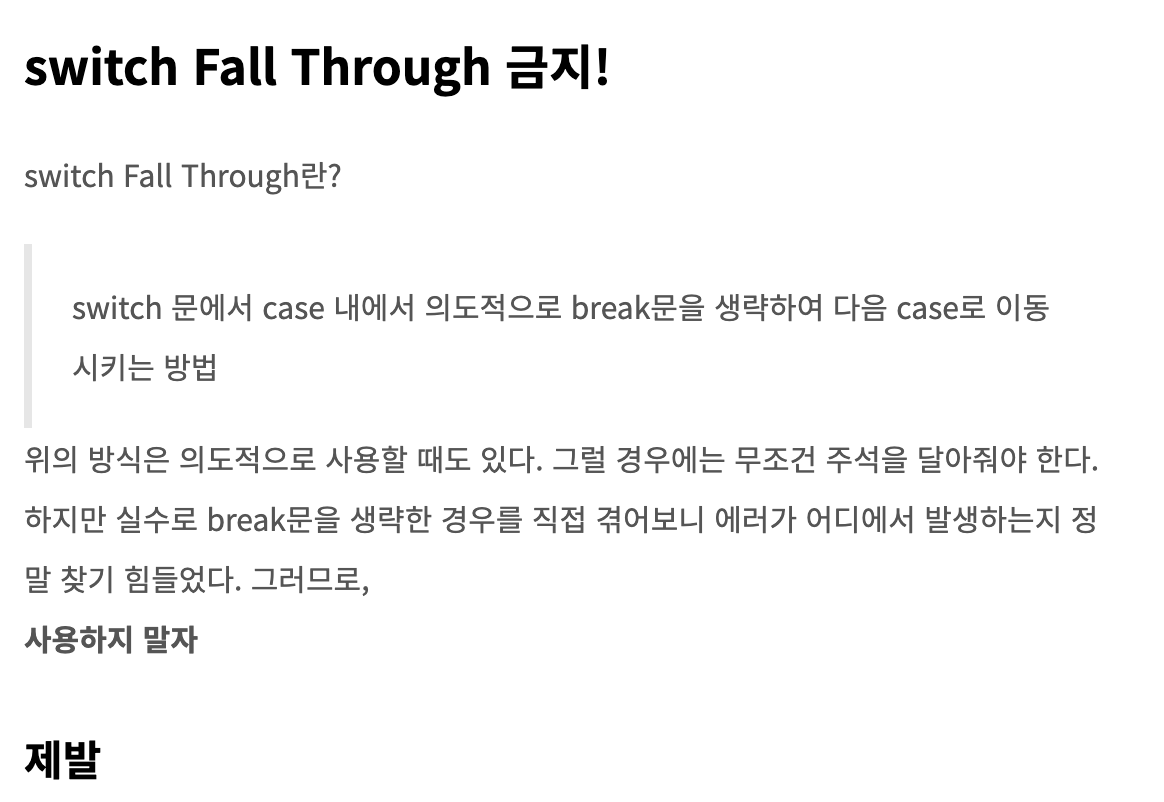 switch Fall Through 금지!
switch Fall Through란?
switch 문에서 case 내에서 의도적으로 break문을 생략하여 다음 case로 이동
시키는 방법
위의 방식은 의도적으로 사용할 때도 있다. 그럴 경우에는 무조건 주석을 달아줘야 한다.
하지만 실수로 break문을 생략한 경우를 직접 겪어보니 에러가 어디에서 발생하는지 정
말 찾기 힘들었다. 그러므로,
사용하지 말자
제발